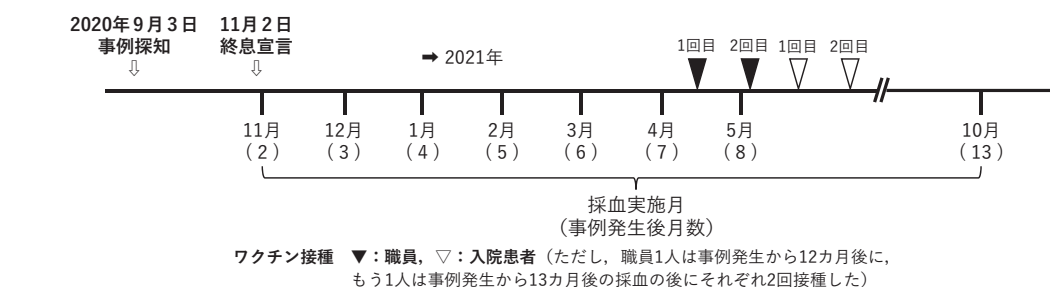 2020年9月3日 11月2日
事例探知 終息宣言
⇩ ⇩
➡ 2021年
1回目 2回目 1回目 2回目
11月 12月 1月 2月 3月 4月 5月 10月
(2) (3) (4) (5) (6) (7) (8) (13)
採血実施月
(事例発生後月数)
ワクチン接種 ▼:職員,▽:入院患者(ただし,職員1人は事例発生から12カ月後に,
もう1人は事例発生から13カ月後の採血の後にそれぞれ2回接種した)